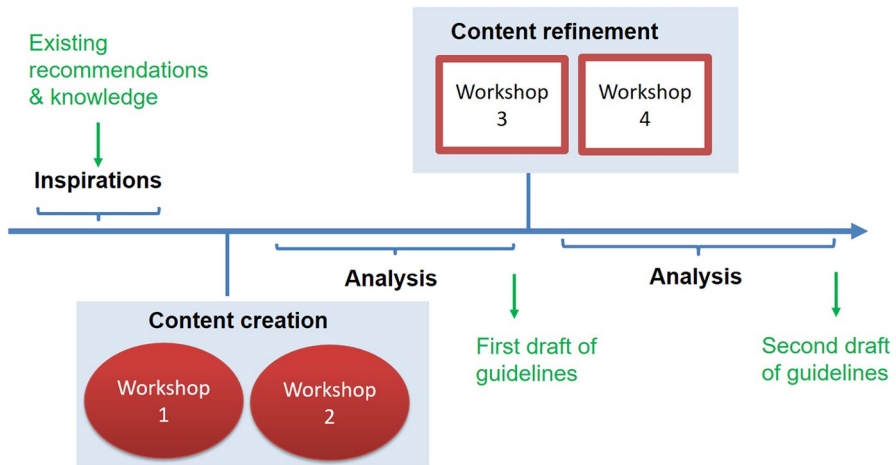 Existing
recommendations
& knowledge
Inspirations
Content refinement
Workshop
3
Workshop
4
Content creation
Workshop
1
Workshop
2
Analysis
First draft of
guidelines
Analysis
Second draft
of guidelines